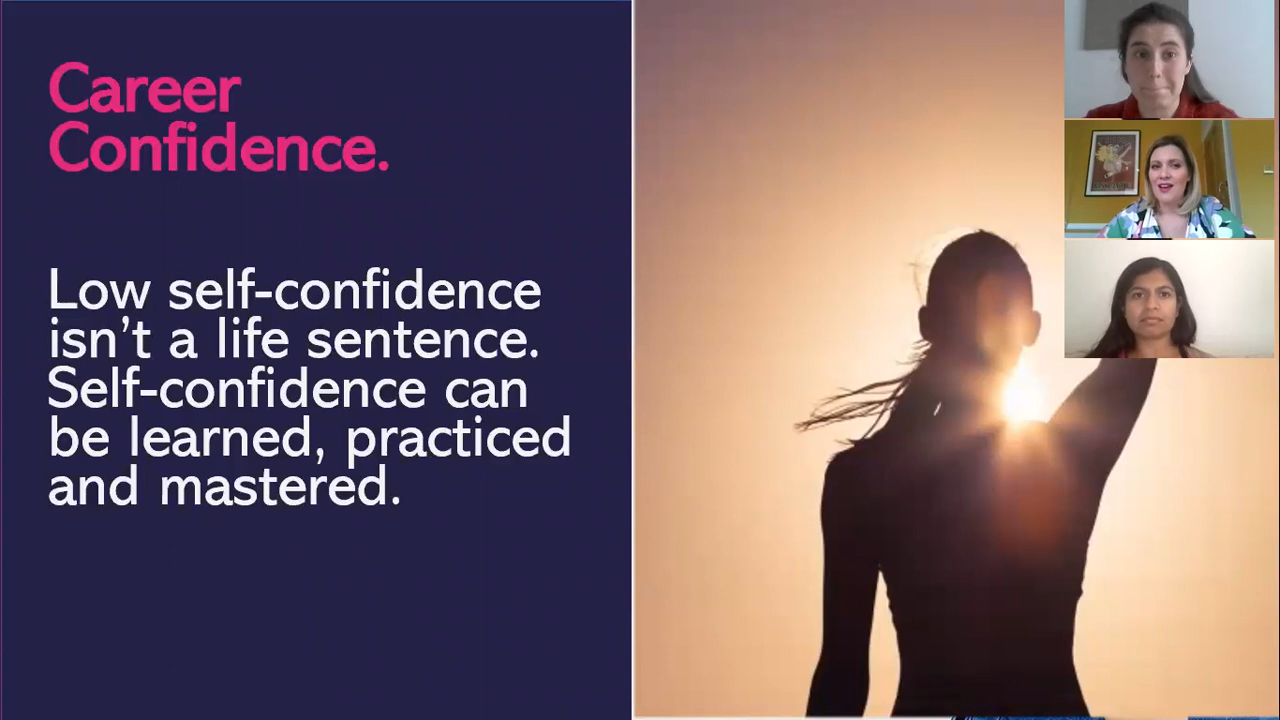 Career
Confidence.
Low self-confidence
isn't a life sentence.
Self-confidence can
be learned, practiced
and mastered.